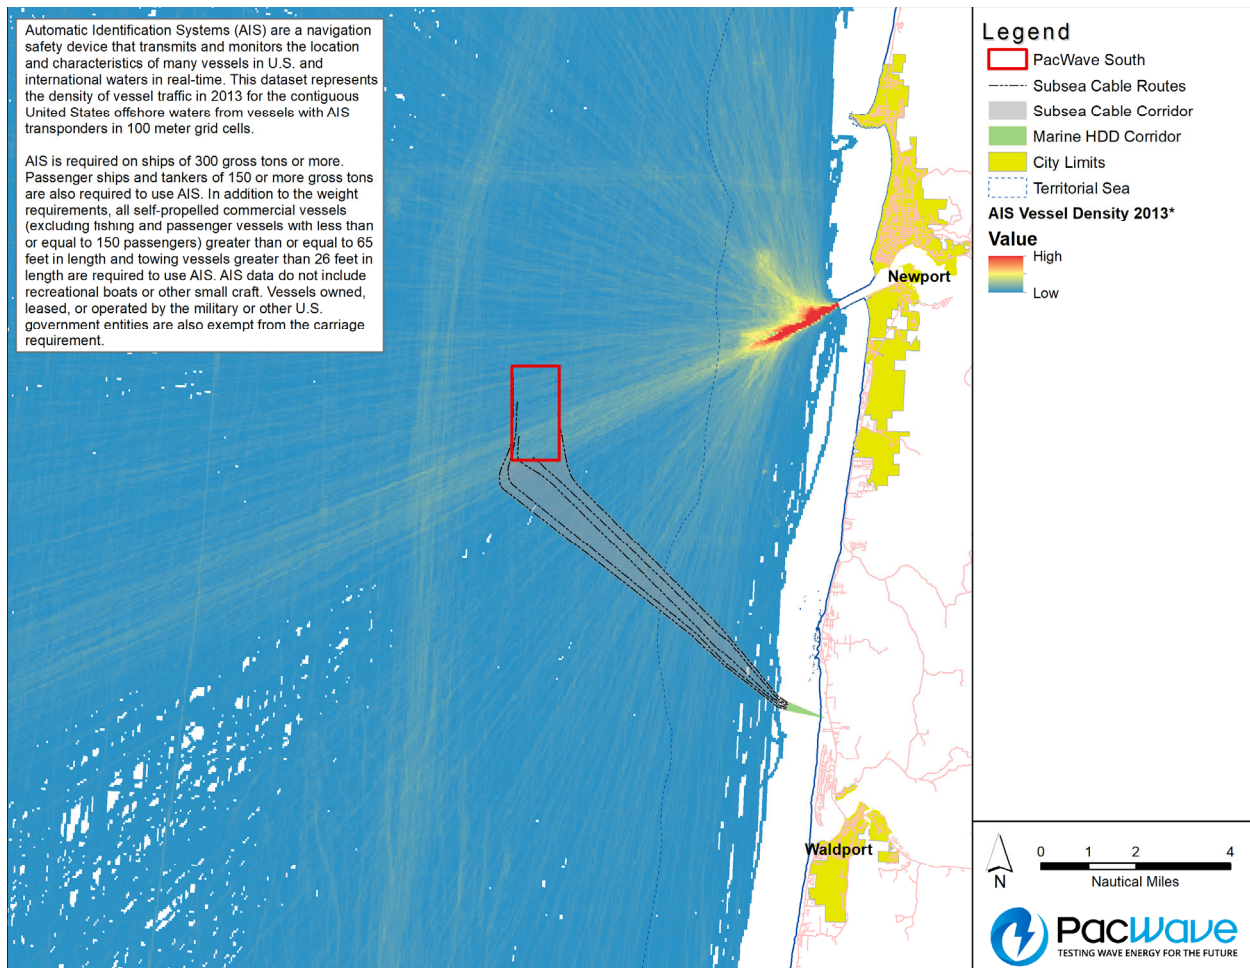 Automatic Identification Systems (AIS) are a navigation
safety device that transmits and monitors the location
and characteristics of many vessels in U.S. and
international waters in real-time. This dataset represents
the density of vessel traffic in 2013 for the contiguous
United States offshore waters from vessels with AIS
transponders in 100 meter grid cells.
AIS is required on ships of 300 gross tons or more.
Passenger ships and tankers of 150 or more gross tons
are also required to use AIS. In addition to the weight
requirements, all self-propelled commercial vessels
(excluding fishing and passenger vessels with less than
or equal to 150 passengers) greater than or equal to 65
feet in length and towing vessels greater than 26 feet in
length are required to use AIS. AIS data do not include
recreational boats or other small craft. Vessels owned,
leased, or operated by the military or other U.S.
government entities are also exempt from the carriage
requirement.
Newport
Waldport
Legend
PacWave South
Subsea Cable Routes
Subsea Cable Corridor
Marine HDD Corridor
City Limits
Territorial Sea
AIS Vessel Density 2013*
Value
High
Low
N
0 1 2 4
Nautical Miles
PacWave
TESTING WAVE ENERGY FOR THE FUTURE